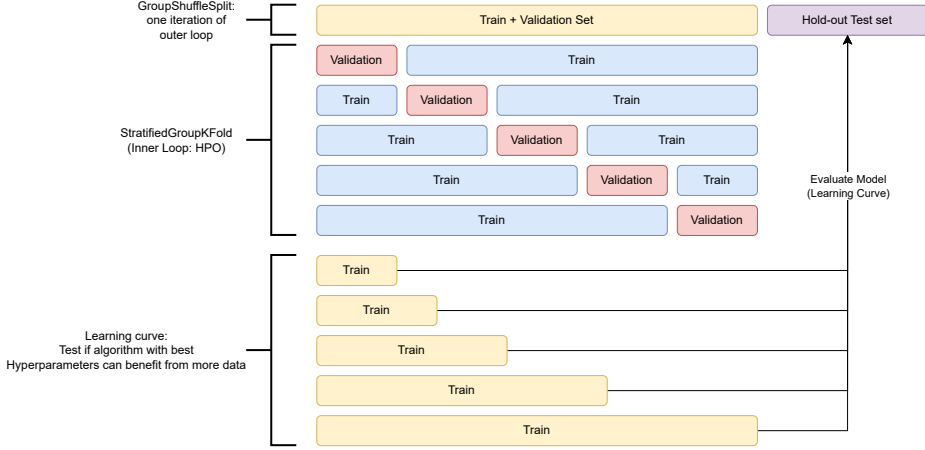 GroupShuffleSplit:
one iteration of
outer loop
Train + Validation Set
Hold-out Test set
Validation
Train
Train
Validation
Train
StratifiedGroupKFold
(Inner Loop: HPO)
Train
Validation
Train
Train
Validation
Train
Evaluate Model
(Learning Curve)
Train
Validation
Train
Train
Learning curve:
Test if algorithm with best
Hyperparameters can benefit from more data
Train
Train
Train